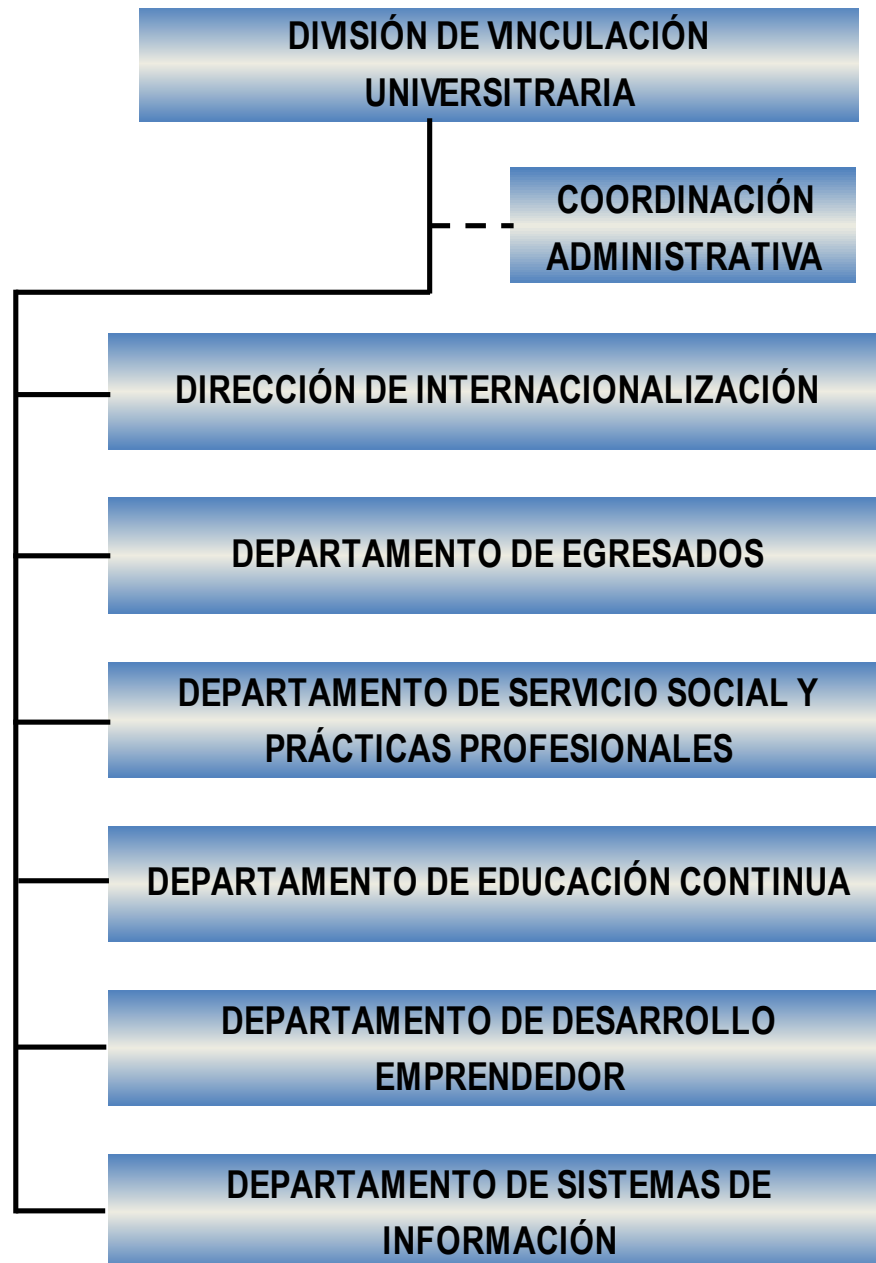 DIVISIÓN DE VINCULACIÓN
UNIVERSITRARIA
COORDINACIÓN
ADMINISTRATIVA
DIRECCIÓN DE INTERNACIONALIZACIÓN
DEPARTAMENTO DE EGRESADOS
DEPARTAMENTO DE SERVICIO SOCIAL Y
PRÁCTICAS PROFESIONALES
DEPARTAMENTO DE EDUCACIÓN CONTINUA
DEPARTAMENTO DE DESARROLLO
EMPRENDEDOR
DEPARTAMENTO DE SISTEMAS DE
INFORMACIÓN